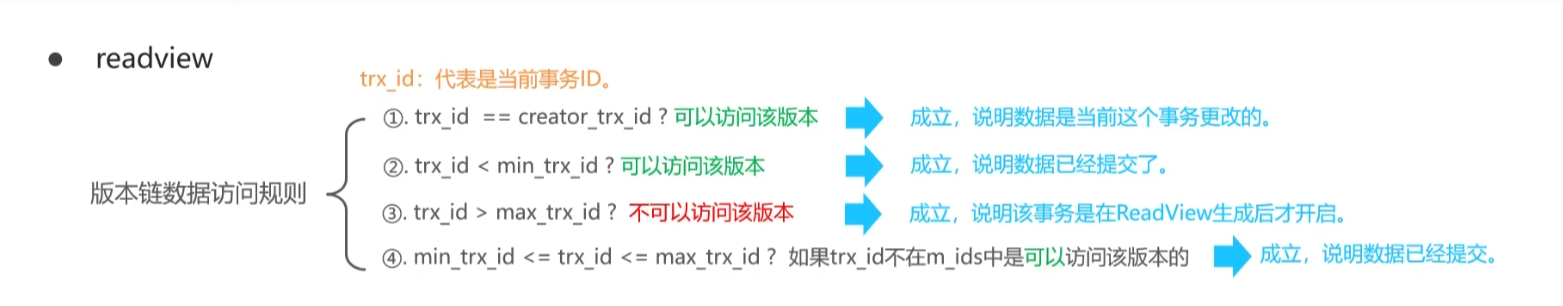 ● readview
trx_id：代表是当前事务ID。
版本链数据访问规则
①. trx_id == creator_trx_id ? 可以访问该版本 成立，说明数据是当前这个事务更改的。
②. trx_id < min_trx_id ? 可以访问该版本 成立，说明数据已经提交了。
③. trx_id > max_trx_id ? 不可以访问该版本 成立，说明该事务是在ReadView生成后才开启。
④. min_trx_id <= trx_id <= max_trx_id ? 如果trx_id不在m_ids中是可以访问该版本的 成立，说明数据已经提交。